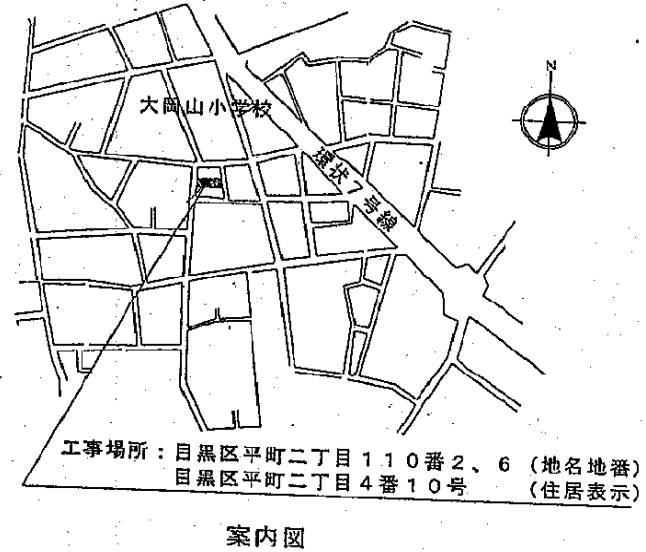 大岡山小学校
N
環状7号線
工事場所:目黒区平町二丁目110番2、6 (地名地番)
目黒区平町二丁目4番10号 (住居表示)
案内図